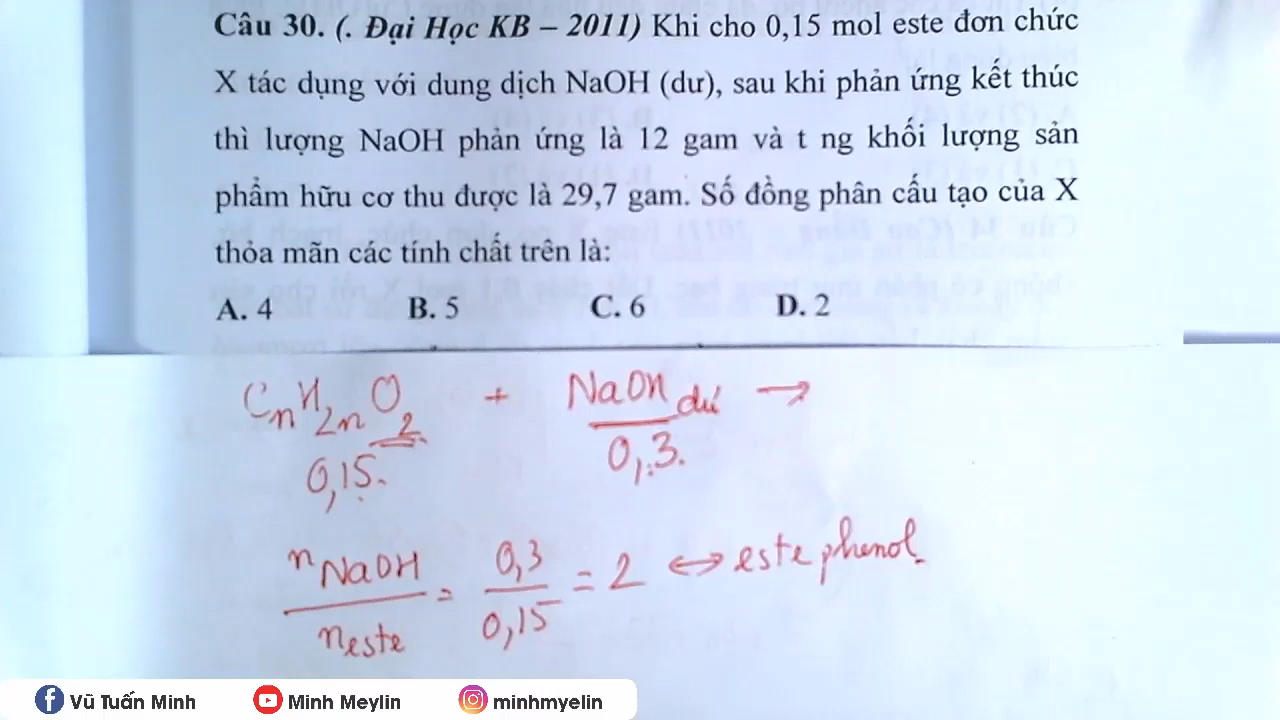 Câu 30. (. Đại Học KB – 2011) Khi cho 0,15 mol este đơn chức
X tác dụng với dung dịch NaOH (dư), sau khi phản ứng kết thúc
thì lượng NaOH phản ứng là 12 gam và t ng khối lượng sản
phẩm hữu cơ thu được là 29,7 gam. Số đồng phân cấu tạo của X
thỏa mãn các tính chất trên là:
A. 4 B. 5 C. 6 D. 2
CnH2nO2 + NaOH dư →
0,15. 0,3.
nNaOH / neste = 0,3 / 0,15 = 2 ↔ este phenol.
Vũ Tuấn Minh Minh Meylin minhmyelin